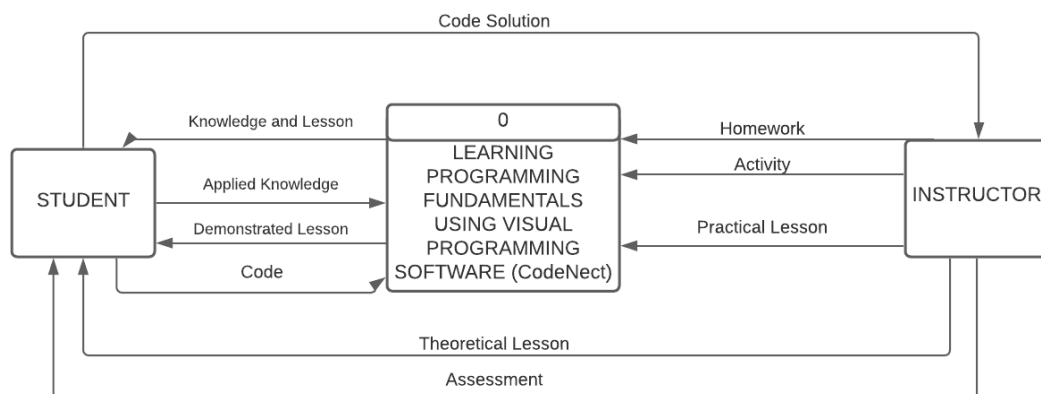 Code Solution
Knowledge and Lesson
0
Homework
LEARNING
PROGRAMMING
FUNDAMENTALS
USING VISUAL
PROGRAMMING
SOFTWARE (CodeNect)
Activity
STUDENT
Applied Knowledge
INSTRUCTOR
Demonstrated Lesson
Practical Lesson
Code
Theoretical Lesson
Assessment